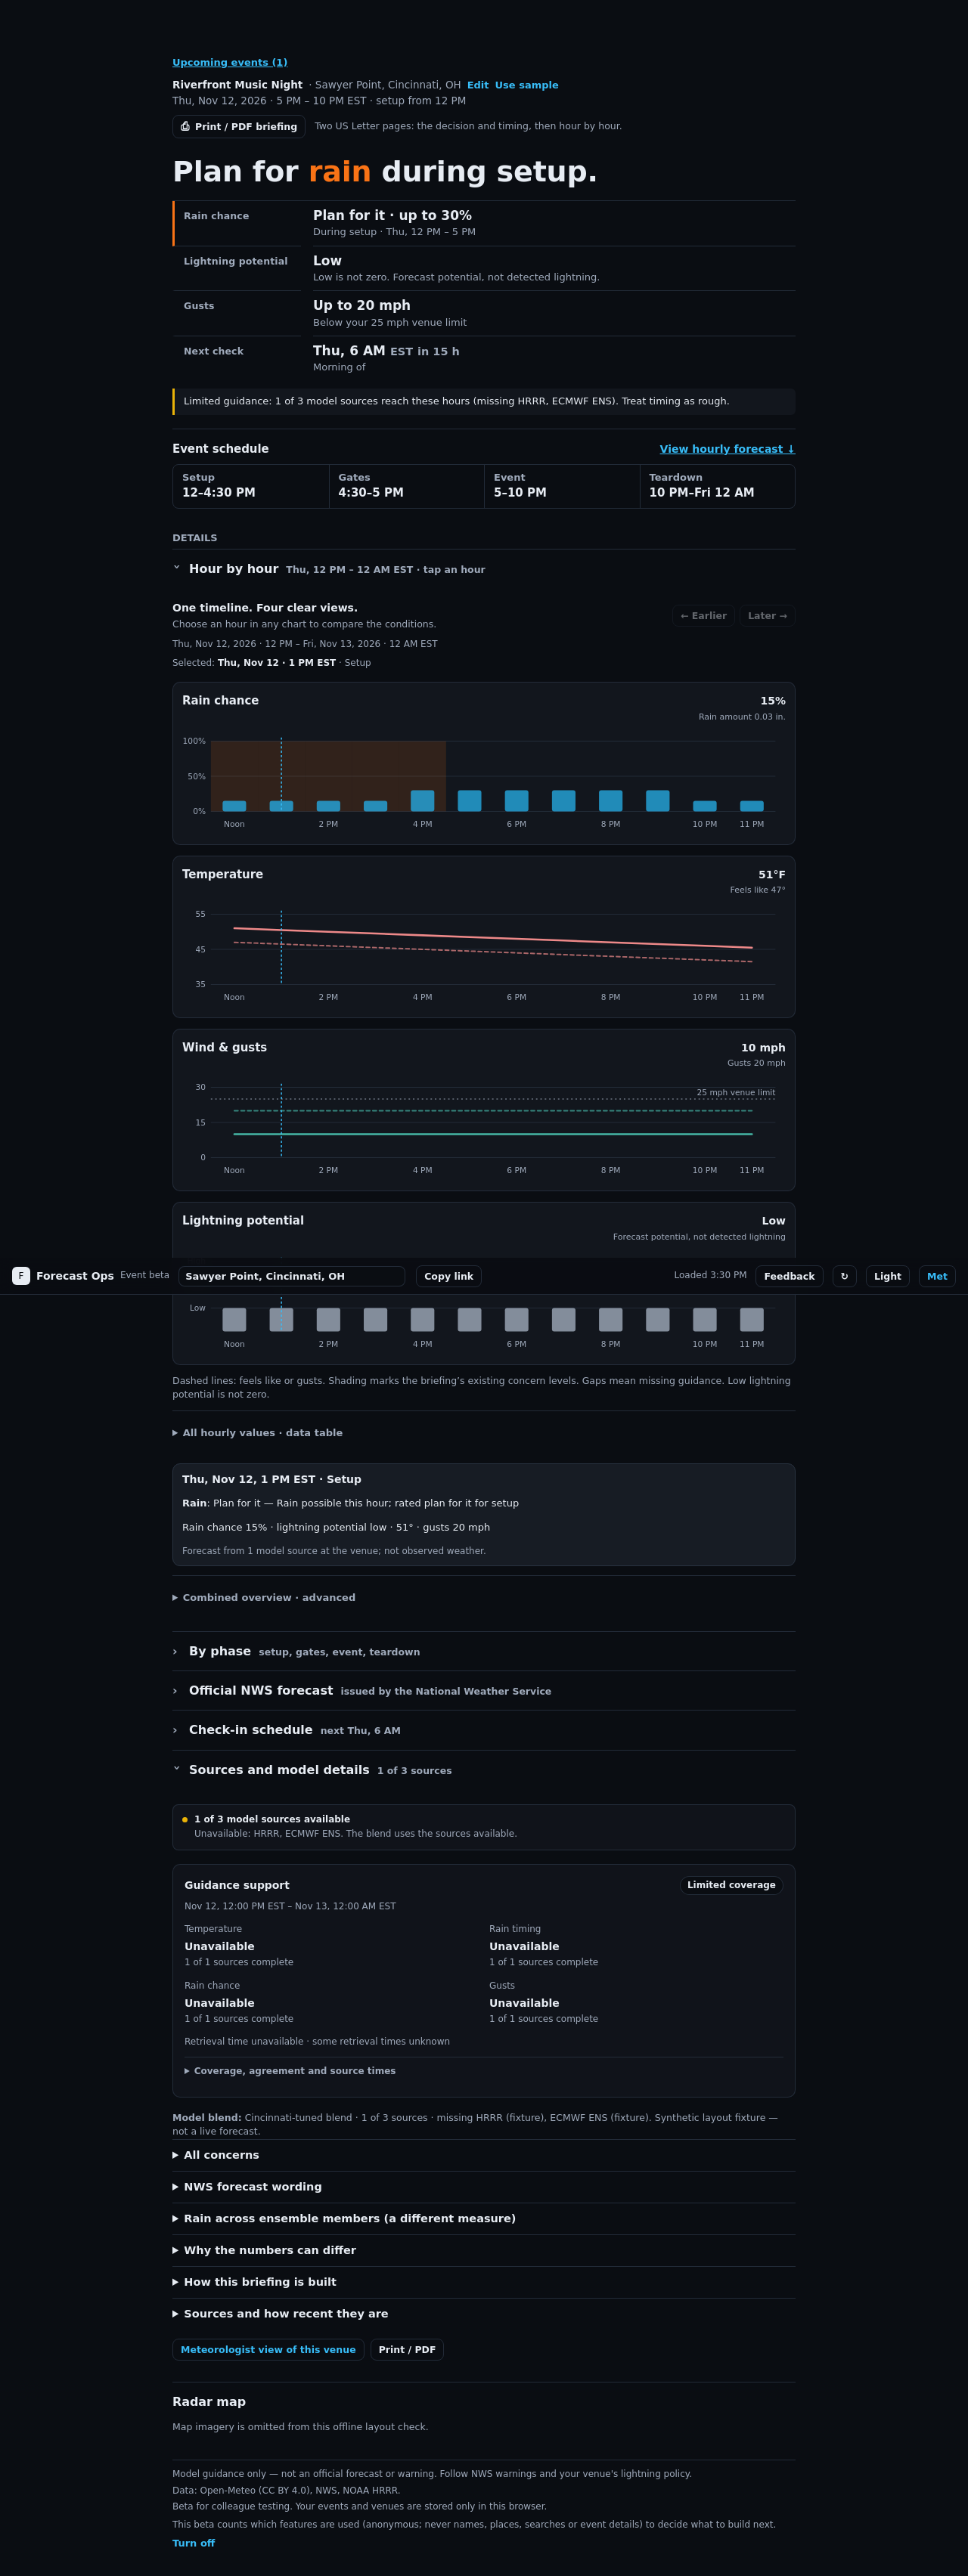 Upcoming events (1)
Riverfront Music Night · Sawyer Point, Cincinnati, OH Edit Use sample
Thu, Nov 12, 2026 · 5 PM – 10 PM EST · setup from 12 PM
⎙ Print / PDF briefing Two US Letter pages: the decision and timing, then hour by hour.
Plan for rain during setup.
Rain chance
Plan for it · up to 30%
During setup · Thu, 12 PM – 5 PM
Lightning potential
Low
Low is not zero. Forecast potential, not detected lightning.
Gusts
Up to 20 mph
Below your 25 mph venue limit
Next check
Thu, 6 AM EST in 15 h
Morning of
Limited guidance: 1 of 3 model sources reach these hours (missing HRRR, ECMWF ENS). Treat timing as rough.
Event schedule
View hourly forecast ↓
Setup
12–4:30 PM
Gates
4:30–5 PM
Event
5–10 PM
Teardown
10 PM–Fri 12 AM
DETAILS
Hour by hour Thu, 12 PM – 12 AM EST · tap an hour
One timeline. Four clear views.
Choose an hour in any chart to compare the conditions.
← Earlier Later →
Thu, Nov 12, 2026 · 12 PM – Fri, Nov 13, 2026 · 12 AM EST
Selected: Thu, Nov 12 · 1 PM EST · Setup
Rain chance
15%
Rain amount 0.03 in.
100%
50%
0%
Noon 2 PM 4 PM 6 PM 8 PM 10 PM 11 PM
Temperature
51°F
Feels like 47°
55
45
35
Noon 2 PM 4 PM 6 PM 8 PM 10 PM 11 PM
Wind & gusts
10 mph
Gusts 20 mph
30
25 mph venue limit
15
0
Noon 2 PM 4 PM 6 PM 8 PM 10 PM 11 PM
Lightning potential
Low
Forecast potential, not detected lightning
F Forecast Ops Event beta Sawyer Point, Cincinnati, OH Copy link Loaded 3:30 PM Feedback ↻ Light Met
Low
Noon 2 PM 4 PM 6 PM 8 PM 10 PM 11 PM
Dashed lines: feels like or gusts. Shading marks the briefing’s existing concern levels. Gaps mean missing guidance. Low lightning
potential is not zero.
All hourly values · data table
Thu, Nov 12, 1 PM EST · Setup
Rain: Plan for it — Rain possible this hour; rated plan for it for setup
Rain chance 15% · lightning potential low · 51° · gusts 20 mph
Forecast from 1 model source at the venue; not observed weather.
Combined overview · advanced
By phase setup, gates, event, teardown
Official NWS forecast issued by the National Weather Service
Check-in schedule next Thu, 6 AM
Sources and model details 1 of 3 sources
1 of 3 model sources available
Unavailable: HRRR, ECMWF ENS. The blend uses the sources available.
Guidance support
Limited coverage
Nov 12, 12:00 PM EST – Nov 13, 12:00 AM EST
Temperature
Unavailable
1 of 1 sources complete
Rain timing
Unavailable
1 of 1 sources complete
Rain chance
Unavailable
1 of 1 sources complete
Gusts
Unavailable
1 of 1 sources complete
Retrieval time unavailable · some retrieval times unknown
Coverage, agreement and source times
Model blend: Cincinnati-tuned blend · 1 of 3 sources · missing HRRR (fixture), ECMWF ENS (fixture). Synthetic layout fixture —
not a live forecast.
All concerns
NWS forecast wording
Rain across ensemble members (a different measure)
Why the numbers can differ
How this briefing is built
Sources and how recent they are
Meteorologist view of this venue Print / PDF
Radar map
Map imagery is omitted from this offline layout check.
Model guidance only — not an official forecast or warning. Follow NWS warnings and your venue's lightning policy.
Data: Open-Meteo (CC BY 4.0), NWS, NOAA HRRR.
Beta for colleague testing. Your events and venues are stored only in this browser.
This beta counts which features are used (anonymous; never names, places, searches or event details) to decide what to build next.
Turn off